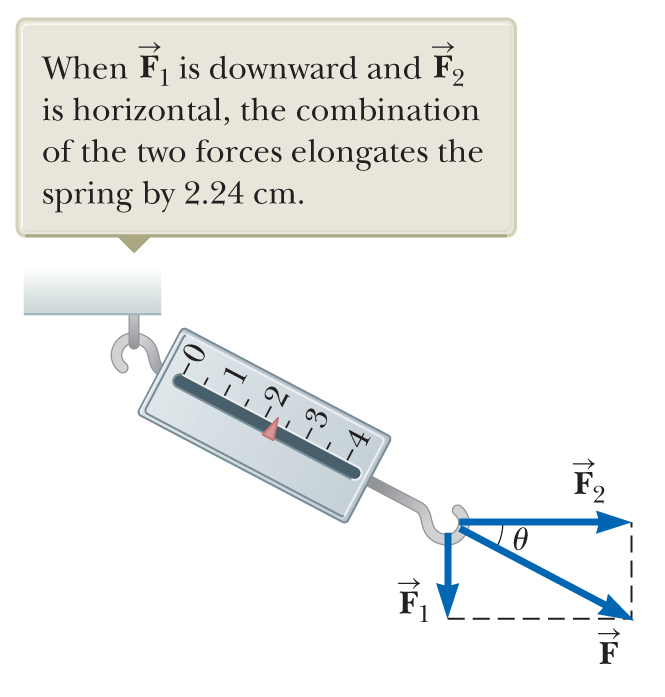 When F⃗₁ is downward and F⃗₂
is horizontal, the combination
of the two forces elongates the
spring by 2.24 cm.
0
1
2
3
4
F⃗₂
θ
F⃗₁
F⃗